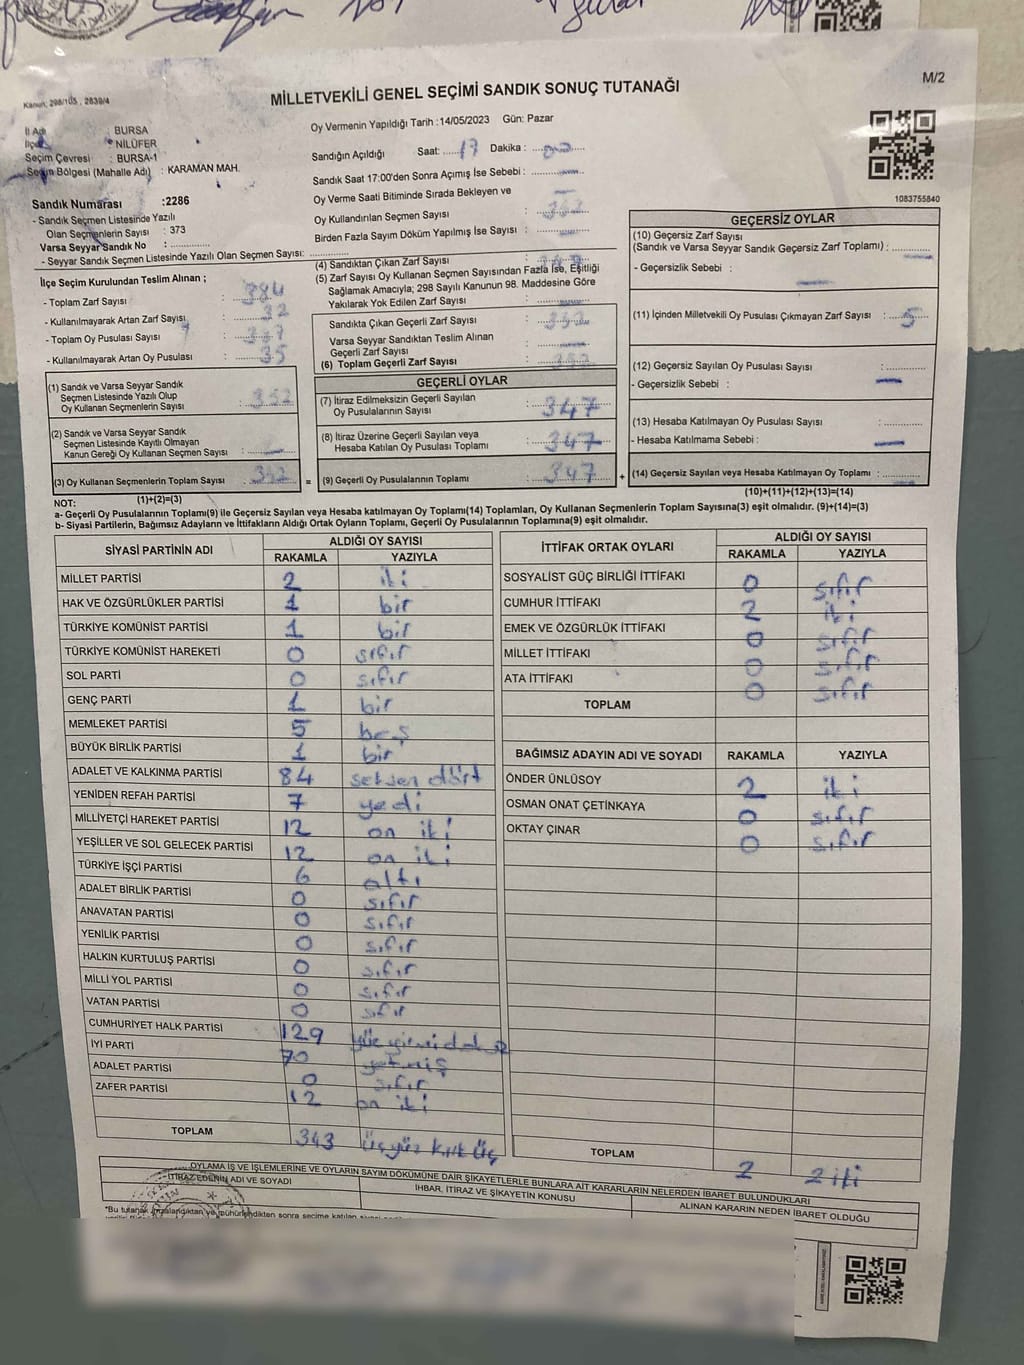 M/2
Kanun, 298/105 , 2839/4
MİLLETVEKİLİ GENEL SEÇİMİ SANDIK SONUÇ TUTANAĞI
İl Adı : BURSA
İlçe : NİLÜFER
Seçim Çevresi : BURSA-1
Seçim Bölgesi (Mahalle Adı) : KARAMAN MAH.
Sandık Numarası :2286
- Sandık Seçmen Listesinde Yazılı
Olan Seçmenlerin Sayısı : 373
Varsa Seyyar Sandık No :
- Seyyar Sandık Seçmen Listesinde Yazılı Olan Seçmen Sayısı:
Oy Vermenin Yapıldığı Tarih :14/05/2023 Gün: Pazar
Sandığın Açıldığı Saat: 17 Dakika : 00
Sandık Saat 17:00'den Sonra Açımış İse Sebebi :
Oy Verme Saati Bitiminde Sırada Bekleyen ve
Oy Kullandırılan Seçmen Sayısı :
Birden Fazla Sayım Döküm Yapılmış İse Sayısı :
1083755840
İlçe Seçim Kurulundan Teslim Alınan ;
- Toplam Zarf Sayısı : 384
- Kullanılmayarak Artan Zarf Sayısı : 32
- Toplam Oy Pusulası Sayısı :
- Kullanılmayarak Artan Oy Pusulası : 35
(1) Sandık ve Varsa Seyyar Sandık
Seçmen Listesinde Yazılı Olup
Oy Kullanan Seçmenlerin Sayısı : 352
(2) Sandık ve Varsa Seyyar Sandık
Seçmen Listesinde Kayıtlı Olmayan
Kanun Gereği Oy Kullanan Seçmen Sayısı :
(3) Oy Kullanan Seçmenlerin Toplam Sayısı : 352
(1)+(2)=(3)
(4) Sandıktan Çıkan Zarf Sayısı
(5) Zarf Sayısı Oy Kullanan Seçmen Sayısından Fazla İse, Eşitliği
Sağlamak Amacıyla; 298 Sayılı Kanunun 98. Maddesine Göre
Yakılarak Yok Edilen Zarf Sayısı :
Sandıkta Çıkan Geçerli Zarf Sayısı : 352
Varsa Seyyar Sandıktan Teslim Alınan
Geçerli Zarf Sayısı :
(6) Toplam Geçerli Zarf Sayısı : 352
GEÇERLİ OYLAR
(7) İtiraz Edilmeksizin Geçerli Sayılan
Oy Pusulalarının Sayısı : 347
(8) İtiraz Üzerine Geçerli Sayılan veya
Hesaba Katılan Oy Pusulası Toplamı : 347
= (9) Geçerli Oy Pusulalarının Toplamı : 347 +
GEÇERSİZ OYLAR
(10) Geçersiz Zarf Sayısı
(Sandık ve Varsa Seyyar Sandık Geçersiz Zarf Toplamı) :
- Geçersizlik Sebebi :
(11) İçinden Milletvekili Oy Pusulası Çıkmayan Zarf Sayısı : 5
(12) Geçersiz Sayılan Oy Pusulası Sayısı :
- Geçersizlik Sebebi :
(13) Hesaba Katılmayan Oy Pusulası Sayısı :
- Hesaba Katılmama Sebebi :
(14) Geçersiz Sayılan veya Hesaba Katılmayan Oy Toplamı :
(10)+(11)+(12)+(13)=(14)
NOT:
a- Geçerli Oy Pusulalarının Toplamı(9) ile Geçersiz Sayılan veya Hesaba katılmayan Oy Toplamı(14) Toplamları, Oy Kullanan Seçmenlerin Toplam Sayısına(3) eşit olmalıdır. (9)+(14)=(3)
b- Siyasi Partilerin, Bağımsız Adayların ve İttifakların Aldığı Ortak Oyların Toplamı, Geçerli Oy Pusulalarının Toplamına(9) eşit olmalıdır.
SİYASİ PARTİNİN ADI ALDIĞI OY SAYISI
RAKAMLA YAZIYLA
MİLLET PARTİSİ 2 iki
HAK VE ÖZGÜRLÜKLER PARTİSİ 1 bir
TÜRKİYE KOMÜNİST PARTİSİ 1 bir
TÜRKİYE KOMÜNİST HAREKETİ 0 sıfır
SOL PARTİ 0 sıfır
GENÇ PARTİ 1 bir
MEMLEKET PARTİSİ 5 beş
BÜYÜK BİRLİK PARTİSİ 1 bir
ADALET VE KALKINMA PARTİSİ 84 seksen dört
YENİDEN REFAH PARTİSİ 7 yedi
MİLLİYETÇİ HAREKET PARTİSİ 12 on iki
YEŞİLLER VE SOL GELECEK PARTİSİ 12 on iki
TÜRKİYE İŞÇİ PARTİSİ 6 altı
ADALET BİRLİK PARTİSİ 0 sıfır
ANAVATAN PARTİSİ 0 sıfır
YENİLİK PARTİSİ 0 sıfır
HALKIN KURTULUŞ PARTİSİ 0 sıfır
MİLLİ YOL PARTİSİ 0 sıfır
VATAN PARTİSİ 0 sıfır
CUMHURİYET HALK PARTİSİ 129 yüz yirmi dokuz
İYİ PARTİ 70 yetmiş
ADALET PARTİSİ 0 sıfır
ZAFER PARTİSİ 12 on iki
TOPLAM 343 üçyüz kırk üç
İTTİFAK ORTAK OYLARI ALDIĞI OY SAYISI
RAKAMLA YAZIYLA
SOSYALİST GÜÇ BİRLİĞİ İTTİFAKI 0 sıfır
CUMHUR İTTİFAKI 2 iki
EMEK VE ÖZGÜRLÜK İTTİFAKI 0 sıfır
MİLLET İTTİFAKI 0 sıfır
ATA İTTİFAKI 0 sıfır
TOPLAM
BAĞIMSIZ ADAYIN ADI VE SOYADI RAKAMLA YAZIYLA
ÖNDER ÜNLÜSOY 2 iki
OSMAN ONAT ÇETİNKAYA 0 sıfır
OKTAY ÇINAR 0 sıfır
TOPLAM 2 2 iki
OYLAMA İŞ VE İŞLEMLERİNE VE OYLARIN SAYIM DÖKÜMÜNE DAİR ŞİKAYETLERLE BUNLARA AİT KARARLARIN NELERDEN İBARET BULUNDUKLARI
İTİRAZ EDENİN ADI VE SOYADI İHBAR, İTİRAZ VE ŞİKAYETİN KONUSU ALINAN KARARIN NEDEN İBARET OLDUĞU